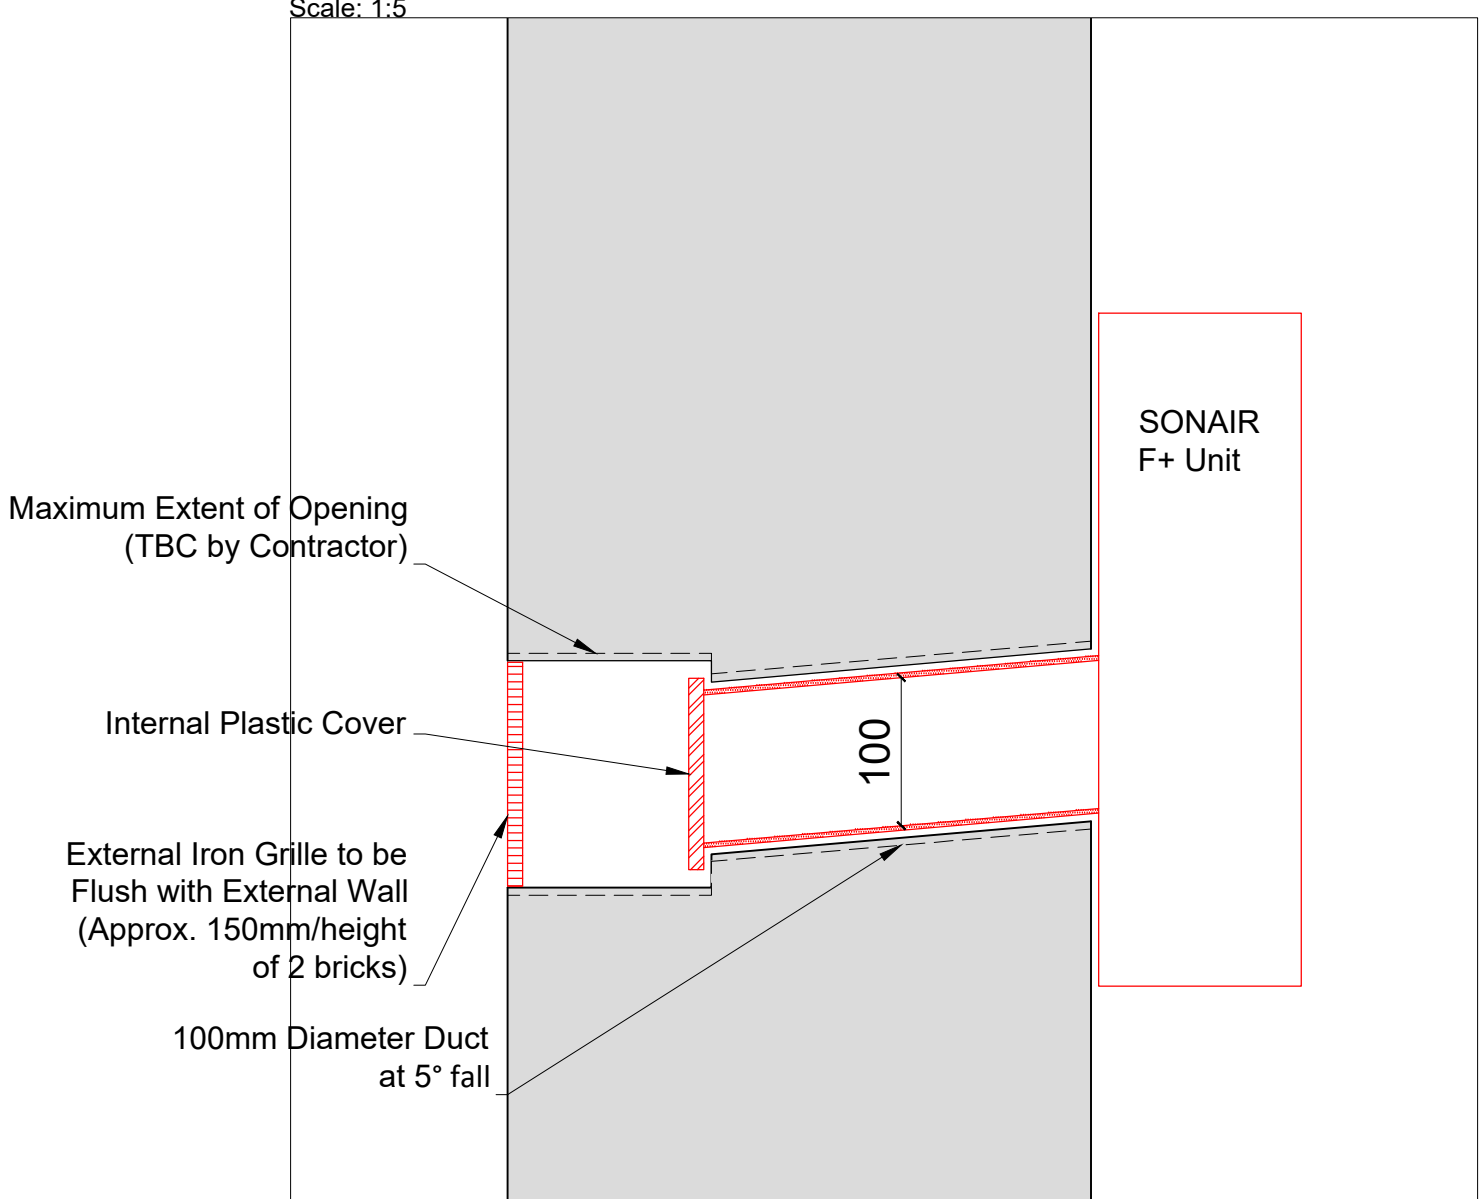 Scale: 1:5
SONAIR
F+ Unit
Maximum Extent of Opening
(TBC by Contractor)
Internal Plastic Cover
100
External Iron Grille to be
Flush with External Wall
(Approx. 150mm/height
of 2 bricks)
100mm Diameter Duct
at 5° fall